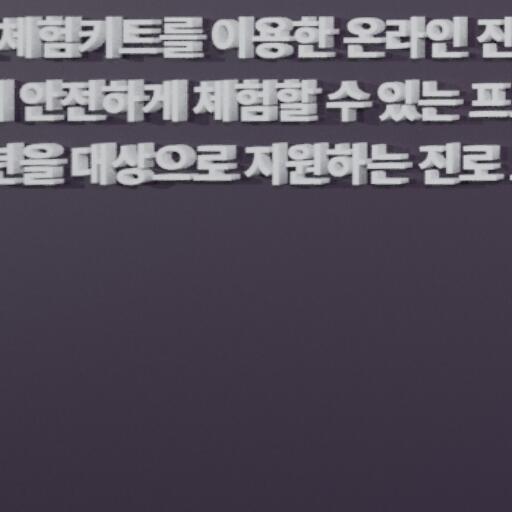 체험키트를 이용한 온라인 진
안전하게 체험할 수 있는 프
을 대상으로 지원하는 진로